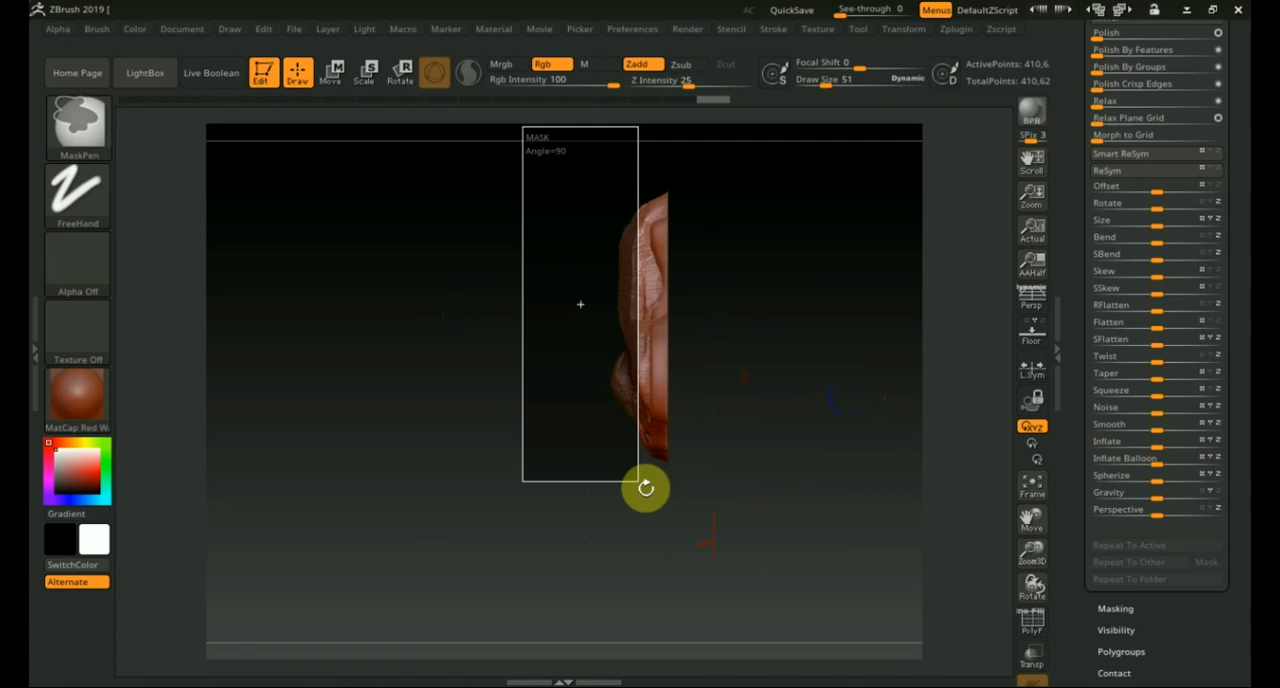 ZBrush 2019 [
AC QuickSave See-through 0 Menus DefaultZScript
Alpha Brush Color Document Draw Edit File Layer Light Macro Marker Material Movie Picker Preferences Render Stencil Stroke Texture Tool Transform Zplugin Zscript
Home Page LightBox Live Boolean Edit Draw Move Scale Rotate
Mrgb Rgb M Zadd Zsub Zcut Focal Shift 0 ActivePoints: 410,6
Rgb Intensity 100 Z Intensity 25 Draw Size 51 Dynamic TotalPoints: 410,62
MaskPen
FreeHand
Alpha Off
Texture Off
MatCap Red W
Gradient
SwitchColor
Alternate
MASK
Angle=90
BPR
SPix 3
Scroll
Zoom
Actual
AAHalf
Persp
Floor
L.Sym
XYZ
Frame
Move
Zoom3D
Rotate
PolyF
Transp
Polish
Polish By Features
Polish By Groups
Polish Crisp Edges
Relax
Relax Plane Grid
Morph to Grid
Smart ReSym
ReSym
Offset
Rotate
Size
Bend
SBend
Skew
SSkew
RFlatten
Flatten
SFlatten
Twist
Taper
Squeeze
Noise
Smooth
Inflate
Inflate Balloon
Spherize
Gravity
Perspective
Repeat To Active
Repeat To Other Mask
Repeat To Folder
Masking
Visibility
Polygroups
Contact